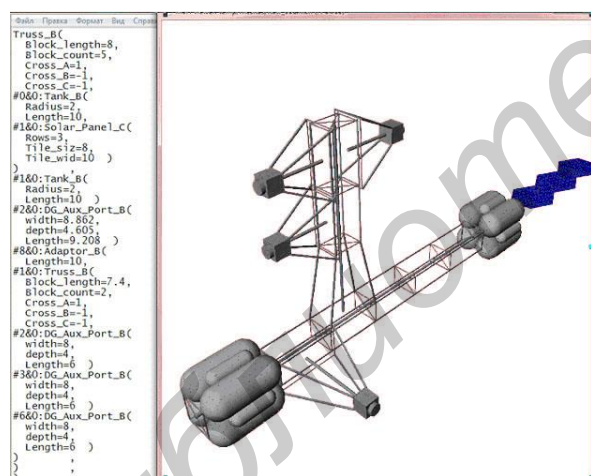 Файл Правка Формат Вид Справка
Truss_B(
Block_length=8,
Block_count=5,
Cross_A=1,
Cross_B=-1,
Cross_C=-1,
#0&0:Tank_B(
Radius=2,
Length=10,
#1&0:Solar_Panel_C(
Rows=3,
Tile_siz=8,
Tile_wid=10 )
) ,
#1&0:Tank_B(
Radius=2,
Length=10 )
#2&0:DG_Aux_Port_B(
width=8.862,
depth=4.605,
Length=9.208 )
#8&0:Adaptor_B(
Length=10,
#1&0:Truss_B(
Block_length=7.4,
Block_count=2,
Cross_A=1,
Cross_B=-1,
Cross_C=-1,
#2&0:DG_Aux_Port_B(
width=8,
depth=4,
Length=6 )
#3&0:DG_Aux_Port_B(
width=8,
depth=4,
Length=6 )
#6&0:DG_Aux_Port_B(
width=8,
depth=4,
Length=6 )
) ,
) ,
)